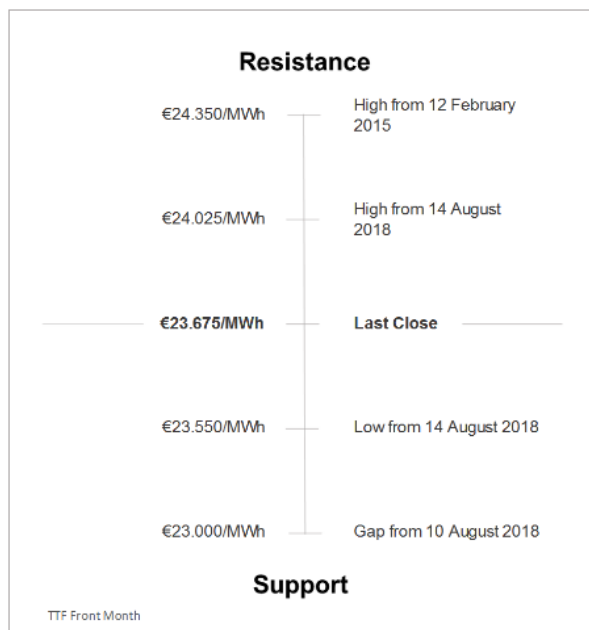 Resistance
€24.350/MWh
High from 12 February
2015
€24.025/MWh
High from 14 August
2018
€23.675/MWh
Last Close
€23.550/MWh
Low from 14 August 2018
€23.000/MWh
Gap from 10 August 2018
Support
TTF Front Month